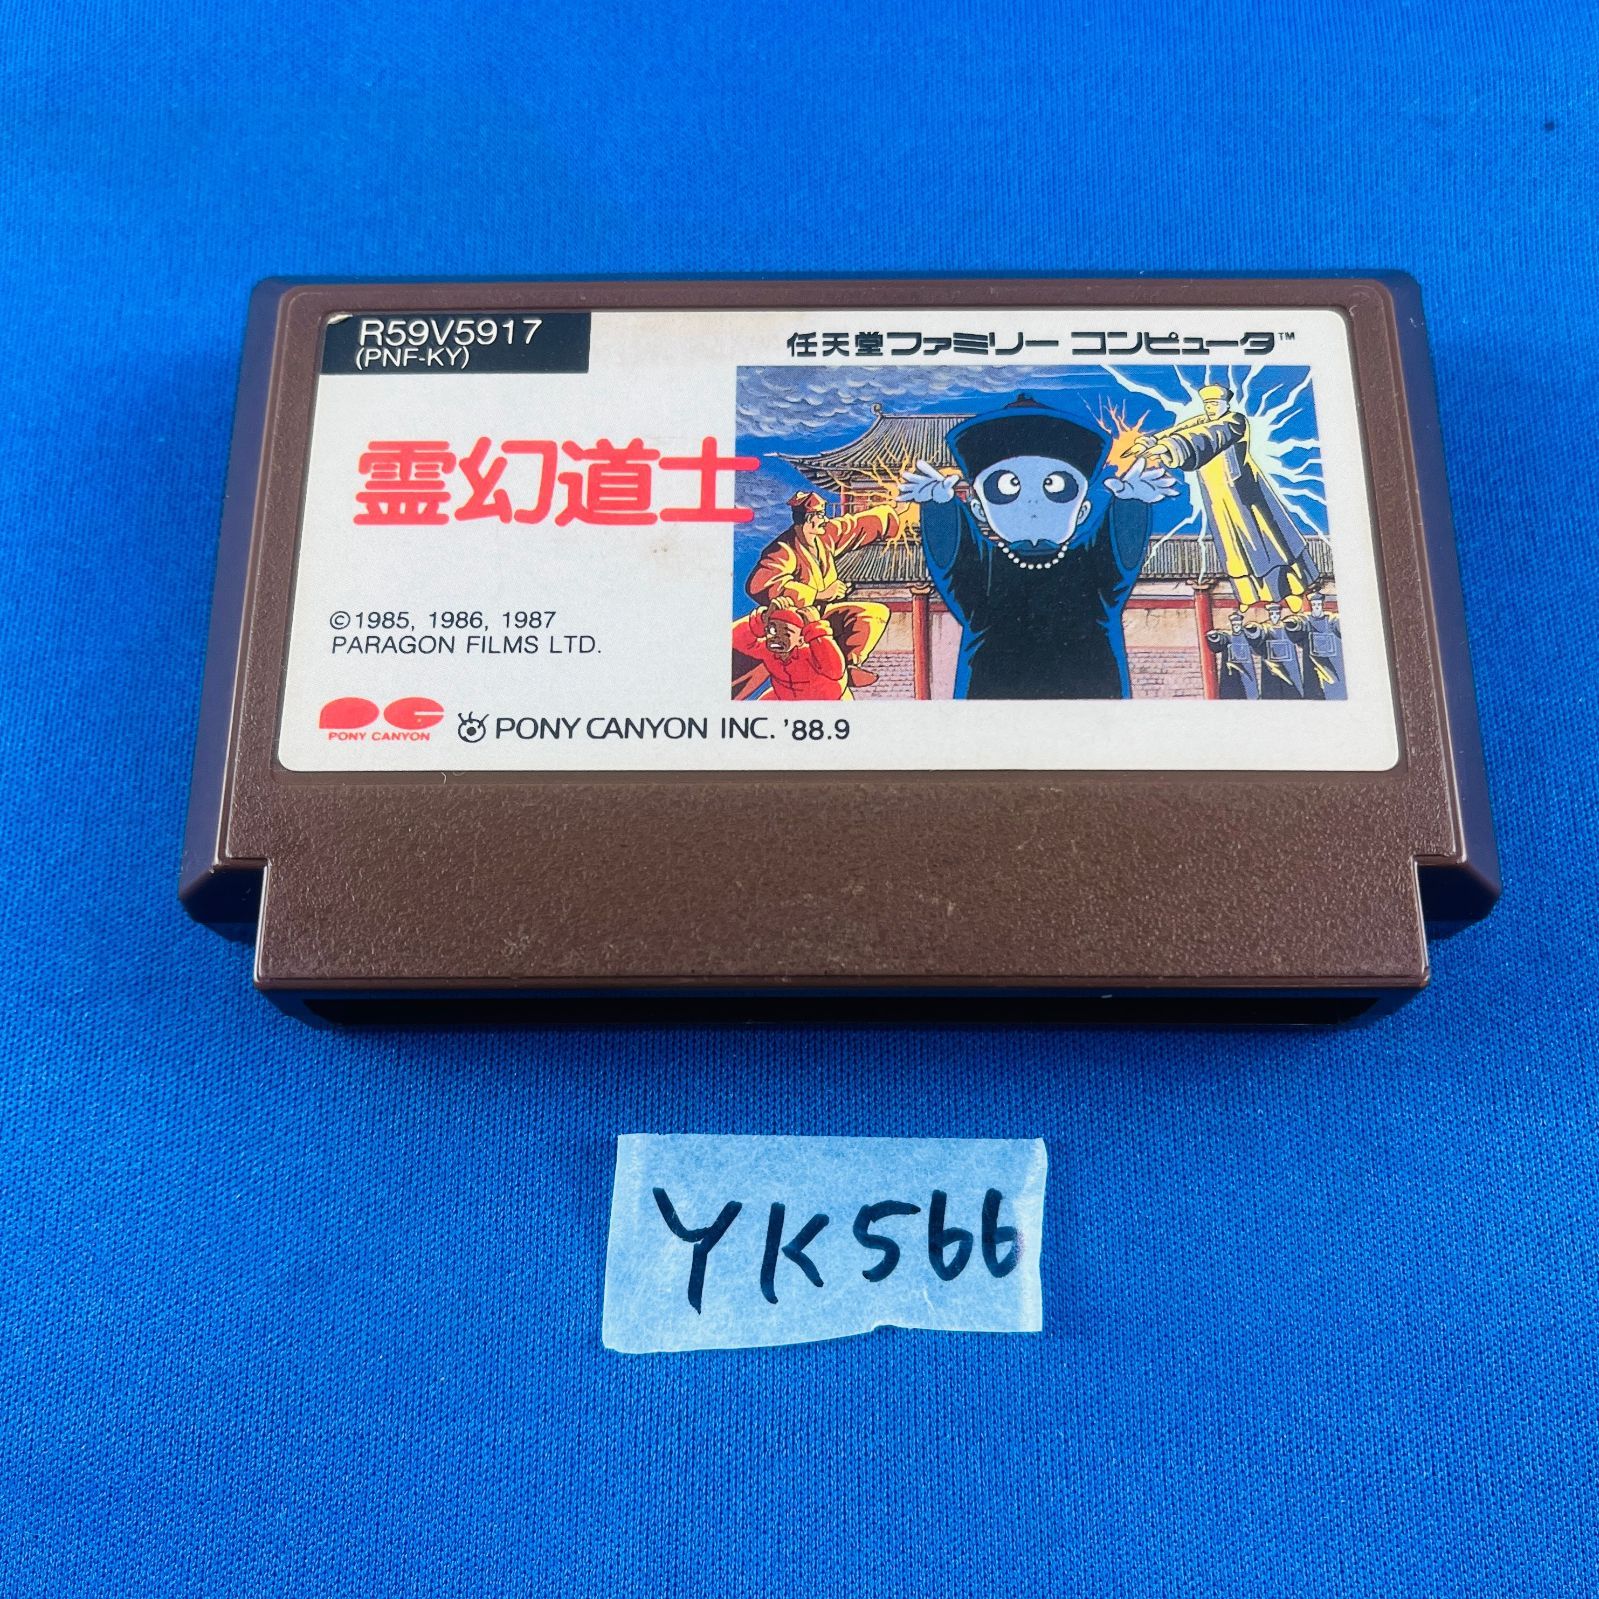 R59V5917
(PNF-KY)
任天堂ファミリー コンピュータ™
霊幻道士
©1985, 1986, 1987
PARAGON FILMS LTD.
PONY CANYON
PONY CANYON INC. '88.9
YK566